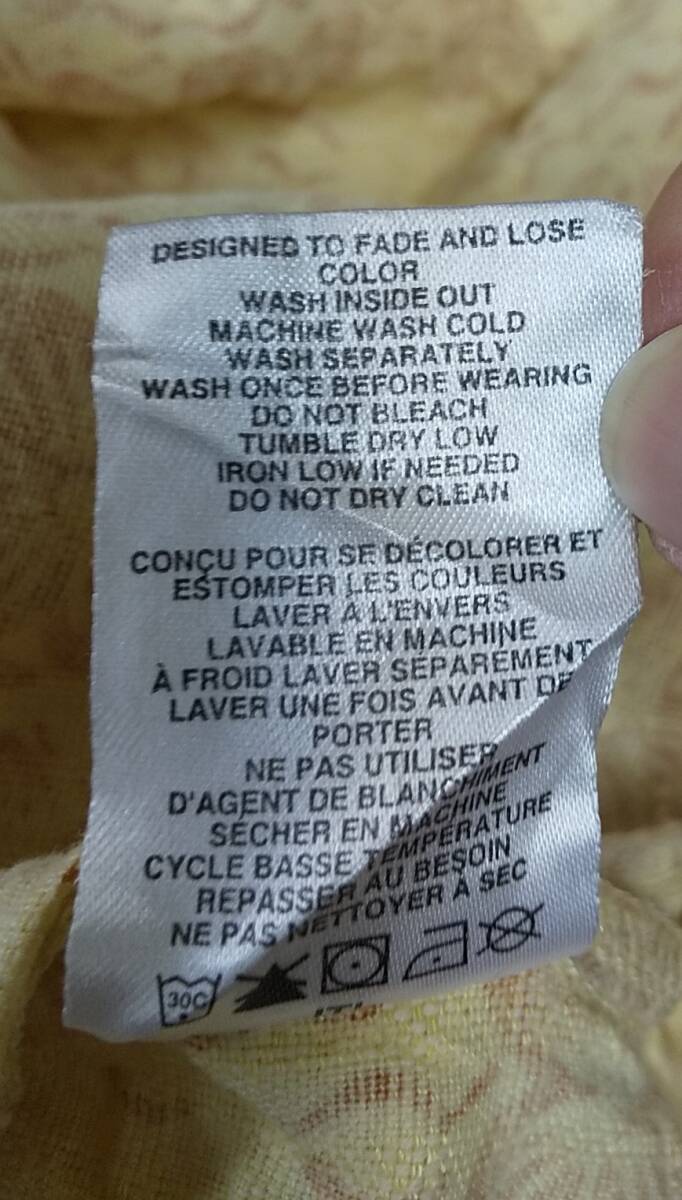 DESIGNED TO FADE AND LOSE
COLOR
WASH INSIDE OUT
MACHINE WASH COLD
WASH SEPARATELY
WASH ONCE BEFORE WEARING
DO NOT BLEACH
TUMBLE DRY LOW
IRON LOW IF NEEDED
DO NOT DRY CLEAN
CONÇU POUR SE DÉCOLORER ET
ESTOMPER LES COULEURS
LAVER À L'ENVERS
LAVABLE EN MACHINE
À FROID LAVER SEPAREMENT
LAVER UNE FOIS AVANT DE
PORTER
NE PAS UTILISER
D'AGENT DE BLANCHIMENT
SÉCHER EN MACHINE
CYCLE BASSE TEMPÉRATURE
REPASSER AU BESOIN
NE PAS NETTOYER À SEC
30C